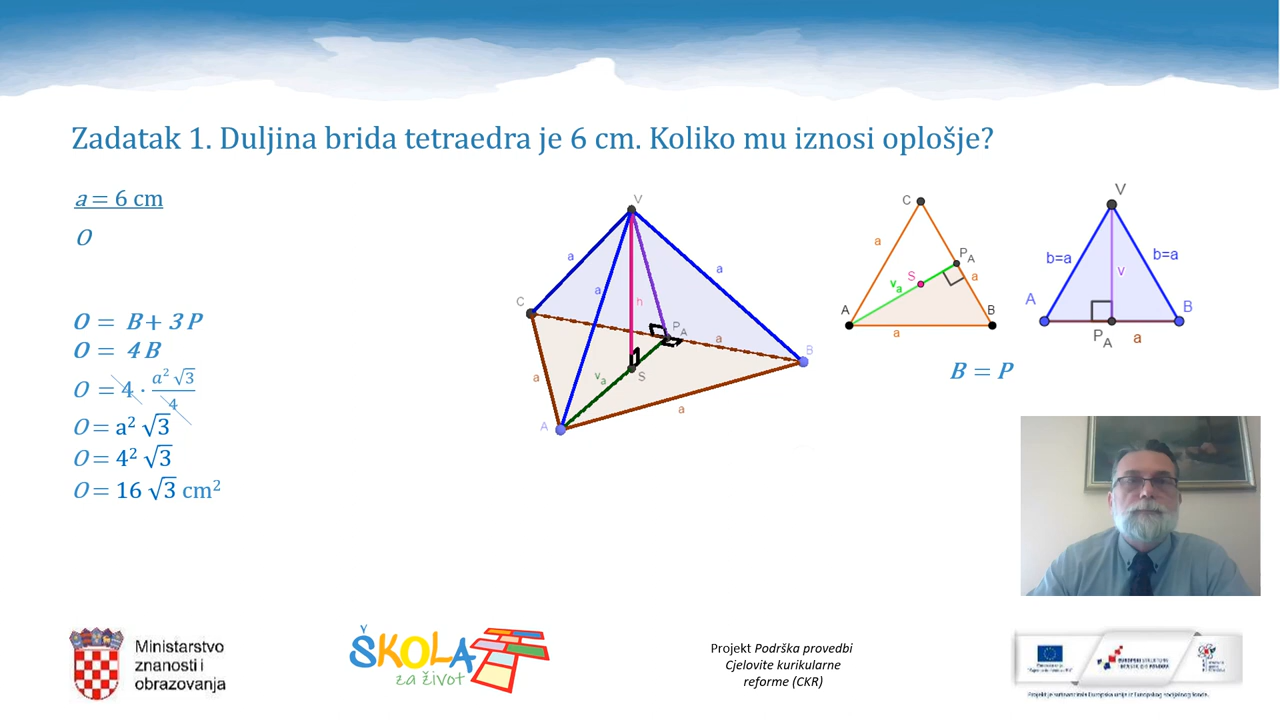 Zadatak 1. Duljina brida tetraedra je 6 cm. Koliko mu iznosi oplošje?
a = 6 cm
O
O = B + 3 P
O = 4 B
O = 4 · a² √3 / 4
O = a² √3
O = 4² √3
O = 16 √3 cm²
V
a
a
a
C
h
P_A
a
B
a
v_a
S
a
A
C
a
P_A
S
a
v_a
A
B
a
V
b=a
b=a
v
A
B
P_A
a
B = P
Ministarstvo
znanosti i
obrazovanja
ŠKOLA
za život
Projekt Podrška provedbi
Cjelovite kurikularne
reforme (CKR)